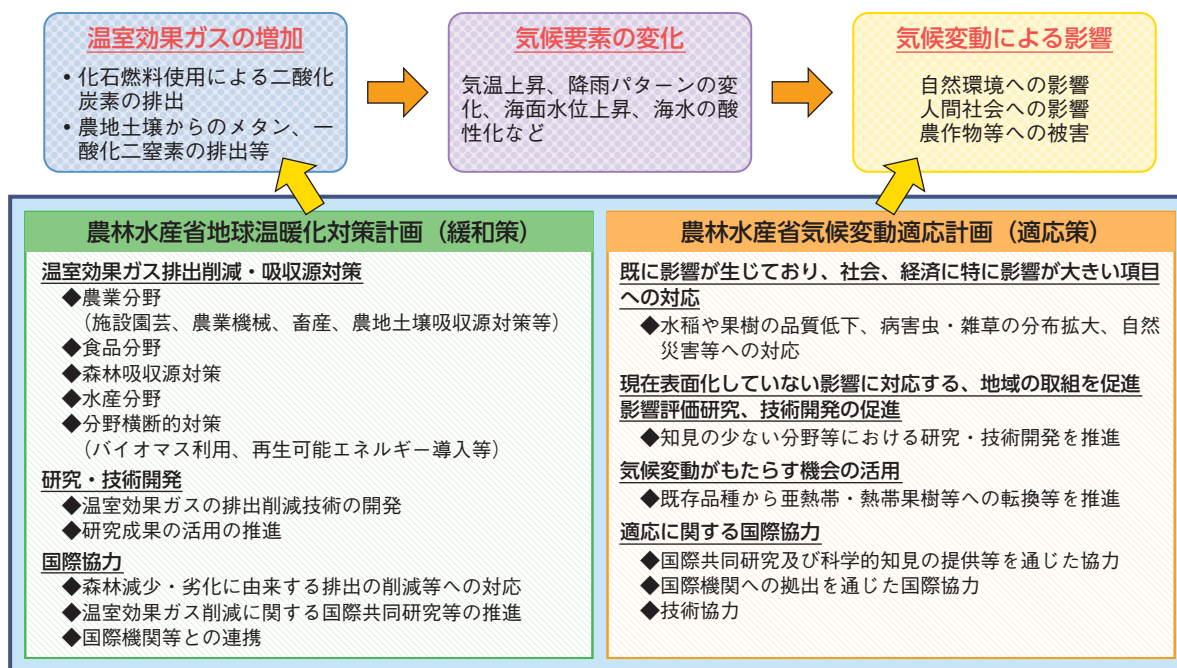 温室効果ガスの増加
• 化石燃料使用による二酸化
炭素の排出
• 農地土壌からのメタン、一
酸化二窒素の排出等
気候要素の変化
気温上昇、降雨パターンの変
化、海面水位上昇、海水の酸
性化など
気候変動による影響
自然環境への影響
人間社会への影響
農作物等への被害
農林水産省地球温暖化対策計画（緩和策）
温室効果ガス排出削減・吸収源対策
◆農業分野
（施設園芸、農業機械、畜産、農地土壌吸収源対策等）
◆食品分野
◆森林吸収源対策
◆水産分野
◆分野横断的対策
（バイオマス利用、再生可能エネルギー導入等）
研究・技術開発
◆温室効果ガスの排出削減技術の開発
◆研究成果の活用の推進
国際協力
◆森林減少・劣化に由来する排出の削減等への対応
◆温室効果ガス削減に関する国際共同研究等の推進
◆国際機関等との連携
農林水産省気候変動適応計画（適応策）
既に影響が生じており、社会、経済に特に影響が大きい項目
への対応
◆水稲や果樹の品質低下、病害虫・雑草の分布拡大、自然
災害等への対応
現在表面化していない影響に対応する、地域の取組を促進
影響評価研究、技術開発の促進
◆知見の少ない分野等における研究・技術開発を推進
気候変動がもたらす機会の活用
◆既存品種から亜熱帯・熱帯果樹等への転換等を推進
適応に関する国際協力
◆国際共同研究及び科学的知見の提供等を通じた協力
◆国際機関への拠出を通じた国際協力
◆技術協力